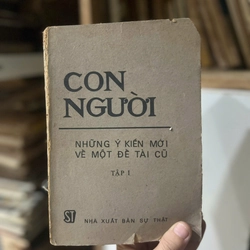 CON
NGƯỜI
NHỮNG Ý KIẾN MỚI
VỀ MỘT ĐỀ TÀI CŨ
TẬP I
ST
NHÀ XUẤT BẢN SỰ THẬT